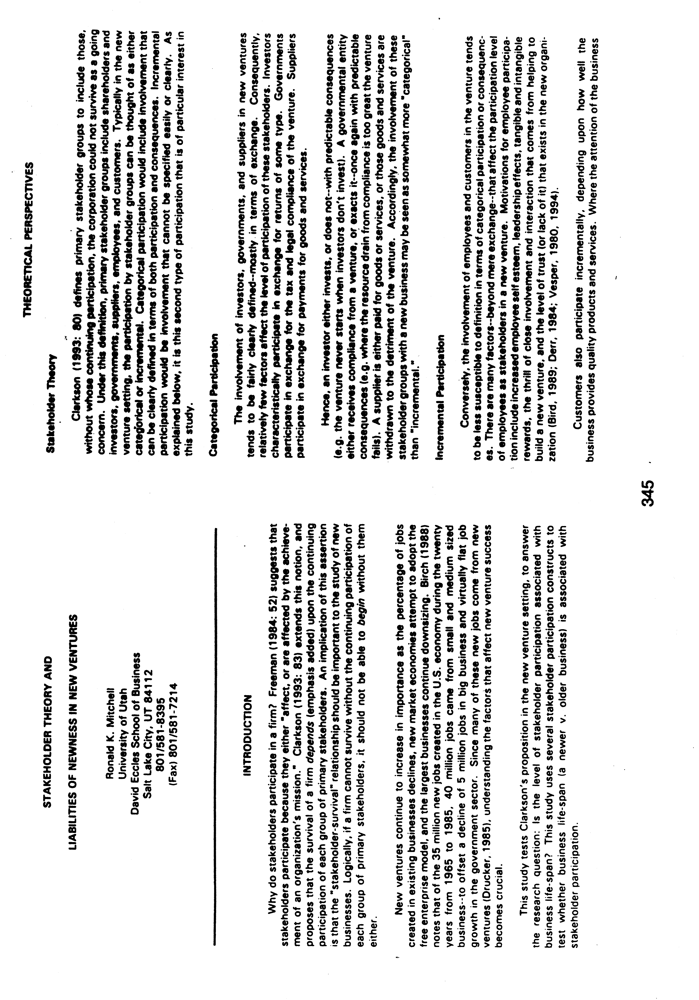 STAKEHOLDER THEORY AND
LIABILITIES OF NEWNESS IN NEW VENTURES
Ronald K. Mitchell
University of Utah
David Eccles School of Business
Salt Lake City, UT 84112
801/581-8395
(Fax) 801/581-7214
INTRODUCTION
Why do stakeholders participate in a firm? Freeman (1984: 52) suggests that
stakeholders participate because they either "affect, or are affected by the achieve-
ment of an organization's mission." Clarkson (1993: 83) extends this notion, and
proposes that the survival of a firm depends (emphasis added) upon the continuing
participation of each group of primary stakeholders. An implication of this assertion
is that the "stakeholder-survival" relationship should be important to the study of new
businesses. Logically, if a firm cannot survive without the continuing participation of
each group of primary stakeholders, it should not be able to begin without them
either.
New ventures continue to increase in importance as the percentage of jobs
created in existing businesses declines, new market economies attempt to adopt the
free enterprise model, and the largest businesses continue downsizing. Birch (1988)
notes that of the 35 million new jobs created in the U.S. economy during the twenty
years from 1965 to 1985, 40 million jobs came from small and medium sized
business--to offset a decline of 5 million jobs in big business and virtually flat job
growth in the government sector. Since many of these new jobs come from new
ventures (Drucker, 1985), understanding the factors that affect new venture success
becomes crucial.
This study tests Clarkson's proposition in the new venture setting, to answer
the research question: Is the level of stakeholder participation associated with
business life-span? This study uses several stakeholder participation constructs to
test whether business life-span (a newer v. older business) is associated with
stakeholder participation.
THEORETICAL PERSPECTIVES
Stakeholder Theory
Clarkson (1993: 80) defines primary stakeholder groups to include those,
without whose continuing participation, the corporation could not survive as a going
concern. Under this definition, primary stakeholder groups include shareholders and
investors, governments, suppliers, employees, and customers. Typically in the new
venture setting, the participation by stakeholder groups can be thought of as either
categorical or incremental. Categorical participation would include involvement that
can be clearly defined in terms of both participation and consequences. Incremental
participation would be involvement that cannot be specified easily or clearly. As
explained below, it is this second type of participation that is of particular interest in
this study.
Categorical Participation
The involvement of investors, governments, and suppliers in new ventures
tends to be fairly clearly defined--mostly in terms of exchange. Consequently,
relatively few factors affect the level of participation of these stakeholders. Investors
characteristically participate in exchange for returns of some type. Governments
participate in exchange for the tax and legal compliance of the venture. Suppliers
participate in exchange for payments for goods and services.
Hence, an investor either invests, or does not--with predictable consequences
(e.g. the venture never starts when investors don't invest). A governmental entity
either receives compliance from a venture, or exacts it--once again with predictable
consequences (e.g. where the resource drain from compliance is too great the venture
fails). A supplier is either paid for goods or services, or those goods and services are
withdrawn to the detriment of the venture. Accordingly, the involvement of these
stakeholder groups with a new business may be seen as somewhat more "categorical"
than "incremental."
Incremental Participation
Conversely, the involvement of employees and customers in the venture tends
to be less susceptible to definition in terms of categorical participation or consequenc-
es. There are many factors--beyond mere exchange--that affect the participation level
of employees as stakeholders in a new venture. Motivations for employee participa-
tion include increased employee self esteem, leadership effects, tangible and intangible
rewards, the thrill of close involvement and interaction that comes from helping to
build a new venture, and the level of trust (or lack of it) that exists in the new organi-
zation (Bird, 1989; Derr, 1984; Vesper, 1980, 1994).
Customers also participate incrementally, depending upon how well the
business provides quality products and services. Where the attention of the business
345